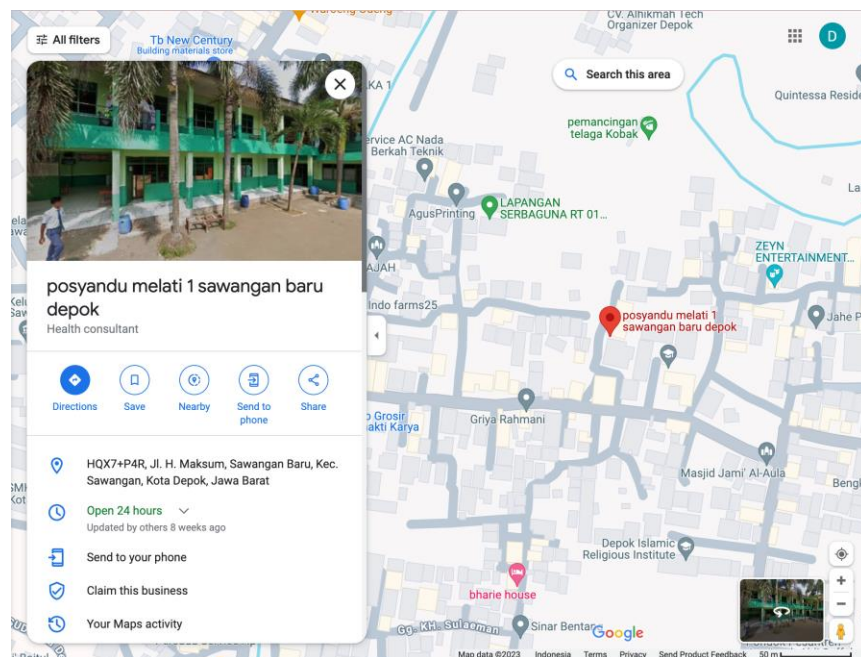 All filters
Tb New Century
Building materials store
posyandu melati 1 sawangan baru
depok
Health consultant
Directions
Save
Nearby
Send to
phone
Share
HQX7+P4R, Jl. H. Maksum, Sawangan Baru, Kec.
Sawangan, Kota Depok, Jawa Barat
Open 24 hours
Updated by others 8 weeks ago
Send to your phone
Claim this business
Your Maps activity
CV. Alhikmah Tech
Organizer Depok
D
Search this area
Quintessa Reside
pemancingan
telaga Kobak
ervice AC Nada
Berkah Teknik
AgusPrinting
LAPANGAN
SERBAGUNA RT 01...
ZEYN
ENTERTAINMENT...
AJAH
Indo farms25
posyandu melati 1
sawangan baru depok
Jahe P
Grosir
akti Karya
Griya Rahmani
Masjid Jami' Al-Aula
Beng
Depok Islamic
Religious Institute
bharie house
Gg. KH. Sulaeman
Sinar Bentang
Google
Map data ©2023
Indonesia
Terms
Privacy
Send Product Feedback
50 m